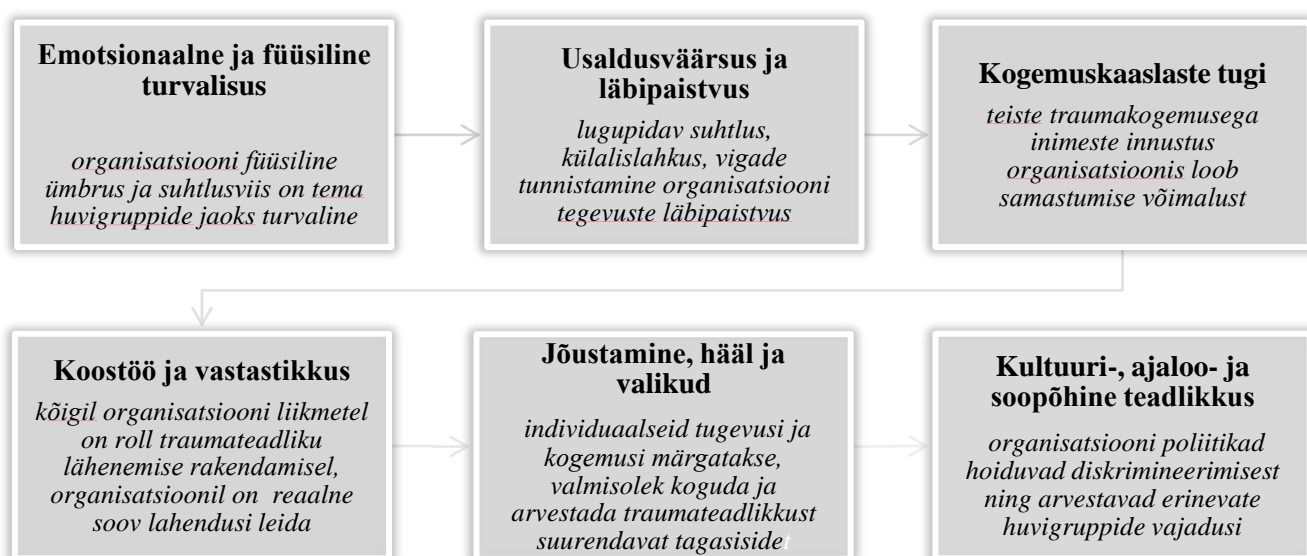 Emotsionaalne ja füüsiline
turvalisus
organisatsiooni füüsiline
ümbrus ja suhtlusviis on tema
huvigruppide jaoks turvaline
Usaldusväärsus ja
läbipaistvus
lugupidav suhtlus,
külalislahkus, vigade
tunnistamine organisatsiooni
tegevuste läbipaistvus
Kogemuskaaslaste tugi
teiste traumakogemusega
inimeste innustus
organisatsioonis loob
samastumise võimalust
Koostöö ja vastastikkus
kõigil organisatsiooni liikmetel
on roll traumateadliku
lähenemise rakendamisel,
organisatsioonil on reaalne
soov lahendusi leida
Jõustamine, hääl ja
valikud
individuaalseid tugevusi ja
kogemusi märgatakse,
valmisolek koguda ja
arvestada traumateadlikkust
suurendavat tagasisidet
Kultuuri-, ajaloo- ja
soopõhine teadlikkus
organisatsiooni poliitikad
hoiduvad diskrimineerimisest
ning arvestavad erinevate
huvigruppide vajadusi